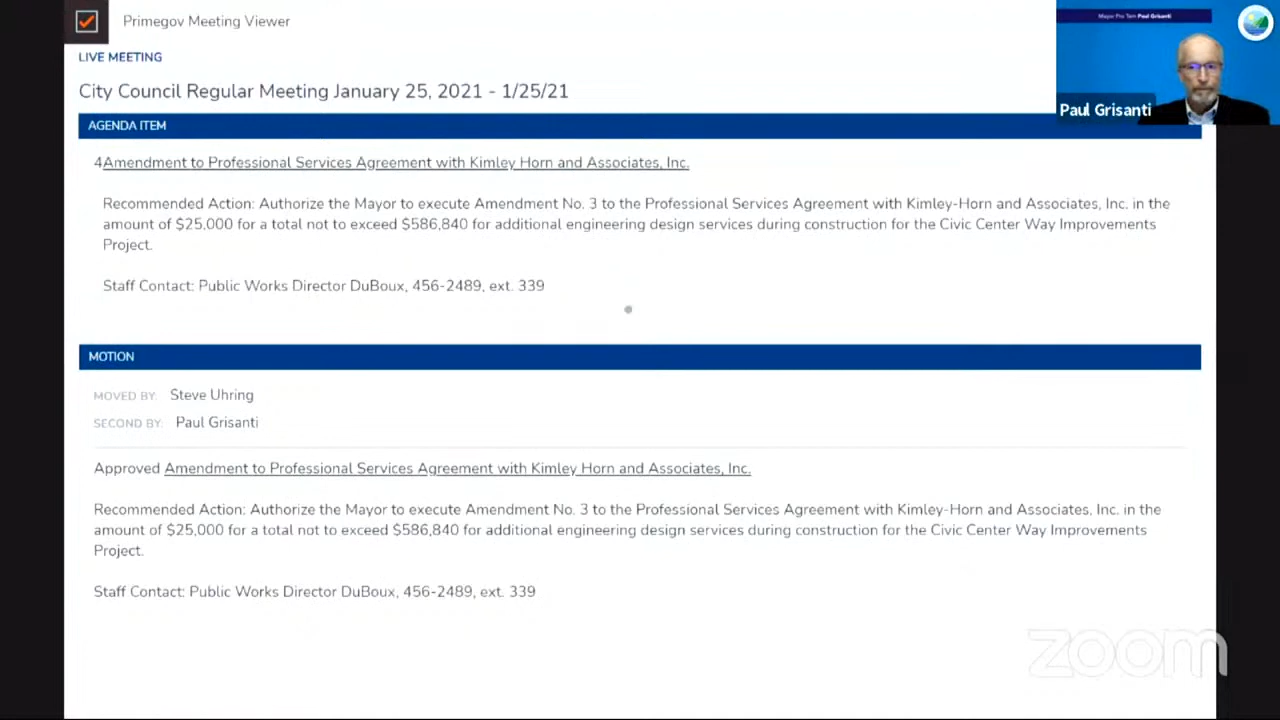 Primegov Meeting Viewer
LIVE MEETING
City Council Regular Meeting January 25, 2021 - 1/25/21
Mayor Pro Tem Paul Grisanti
Paul Grisanti
AGENDA ITEM
4Amendment to Professional Services Agreement with Kimley Horn and Associates, Inc.
Recommended Action: Authorize the Mayor to execute Amendment No. 3 to the Professional Services Agreement with Kimley-Horn and Associates, Inc. in the
amount of $25,000 for a total not to exceed $586,840 for additional engineering design services during construction for the Civic Center Way Improvements
Project.
Staff Contact: Public Works Director DuBoux, 456-2489, ext. 339
MOTION
MOVED BY: Steve Uhring
SECOND BY: Paul Grisanti
Approved Amendment to Professional Services Agreement with Kimley Horn and Associates, Inc.
Recommended Action: Authorize the Mayor to execute Amendment No. 3 to the Professional Services Agreement with Kimley-Horn and Associates, Inc. in the
amount of $25,000 for a total not to exceed $586,840 for additional engineering design services during construction for the Civic Center Way Improvements
Project.
Staff Contact: Public Works Director DuBoux, 456-2489, ext. 339
zoom